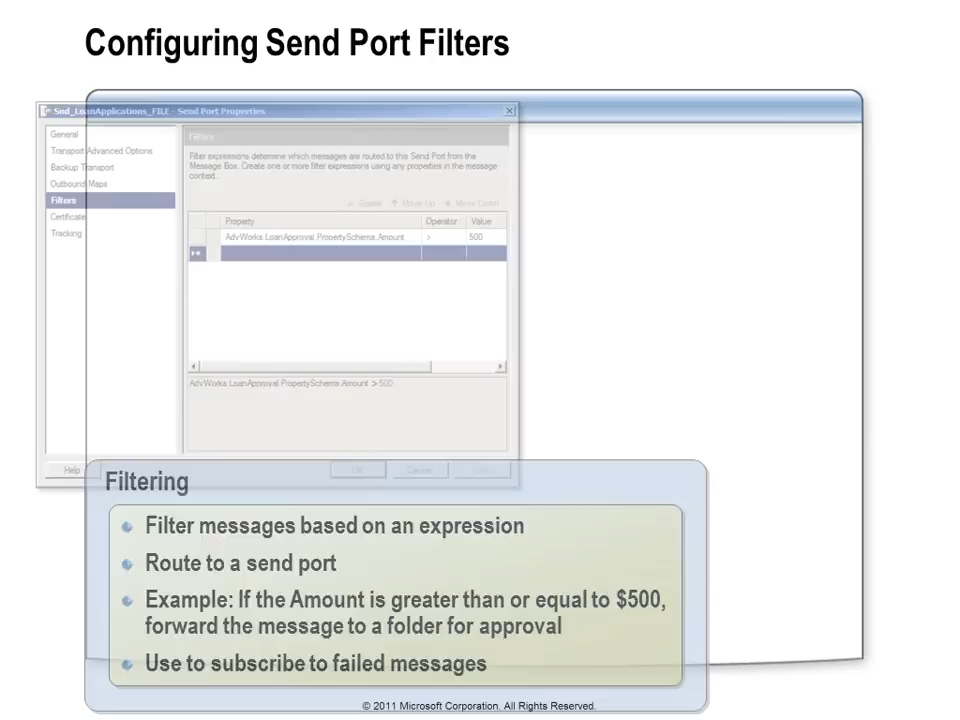 Configuring Send Port Filters
Snd_LoanApplications_FILE - Send Port Properties
General
Transport Advanced Options
Backup Transport
Outbound Maps
Filters
Certificate
Tracking
Filters
Filter expressions determine which messages are routed to this Send Port from the
Message Box. Create one or more filter expressions using any properties in the message
context.
Move Up Move Down
Property Operator Value
AdvWorks.LoanApproval.PropertySchema.Amount > 500
AdvWorks.LoanApproval.PropertySchema.Amount > 500
Help OK Cancel
Filtering
Filter messages based on an expression
Route to a send port
Example: If the Amount is greater than or equal to $500,
forward the message to a folder for approval
Use to subscribe to failed messages
© 2011 Microsoft Corporation. All Rights Reserved.